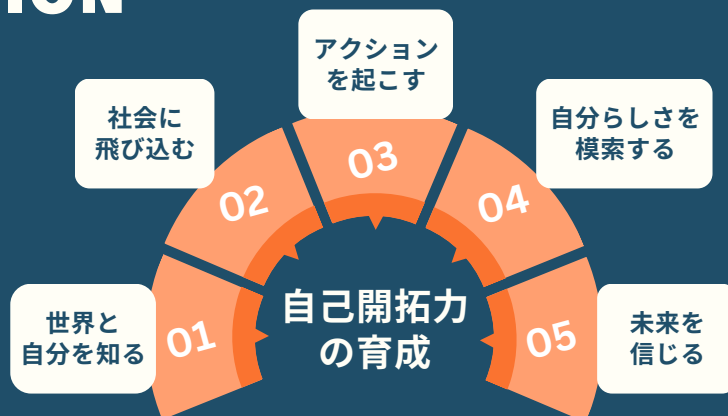 ION
アクション
を起こす
社会に
飛び込む
自分らしさを
模索する
03
02
04
世界と
自分を知る
01
自己開拓力
の育成
05
未来を
信じる